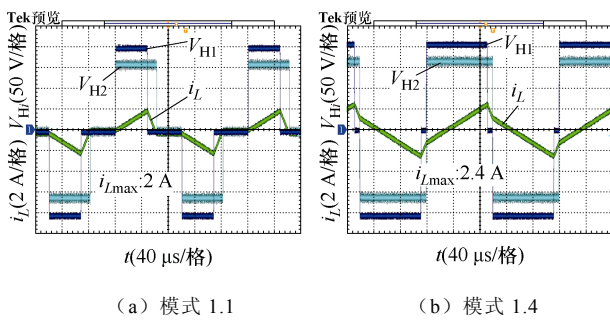 Tek预览
Tek预览
V_H1
V_H2
i_L
i_Lmax:2 A
V_Hi(50 V/格)
i_L(2 A/格)
t(40 μs/格)
V_H1
V_H2
i_L
i_Lmax:2.4 A
V_Hi(50 V/格)
i_L(2 A/格)
t(40 μs/格)
（a）模式 1.1
（b）模式 1.4